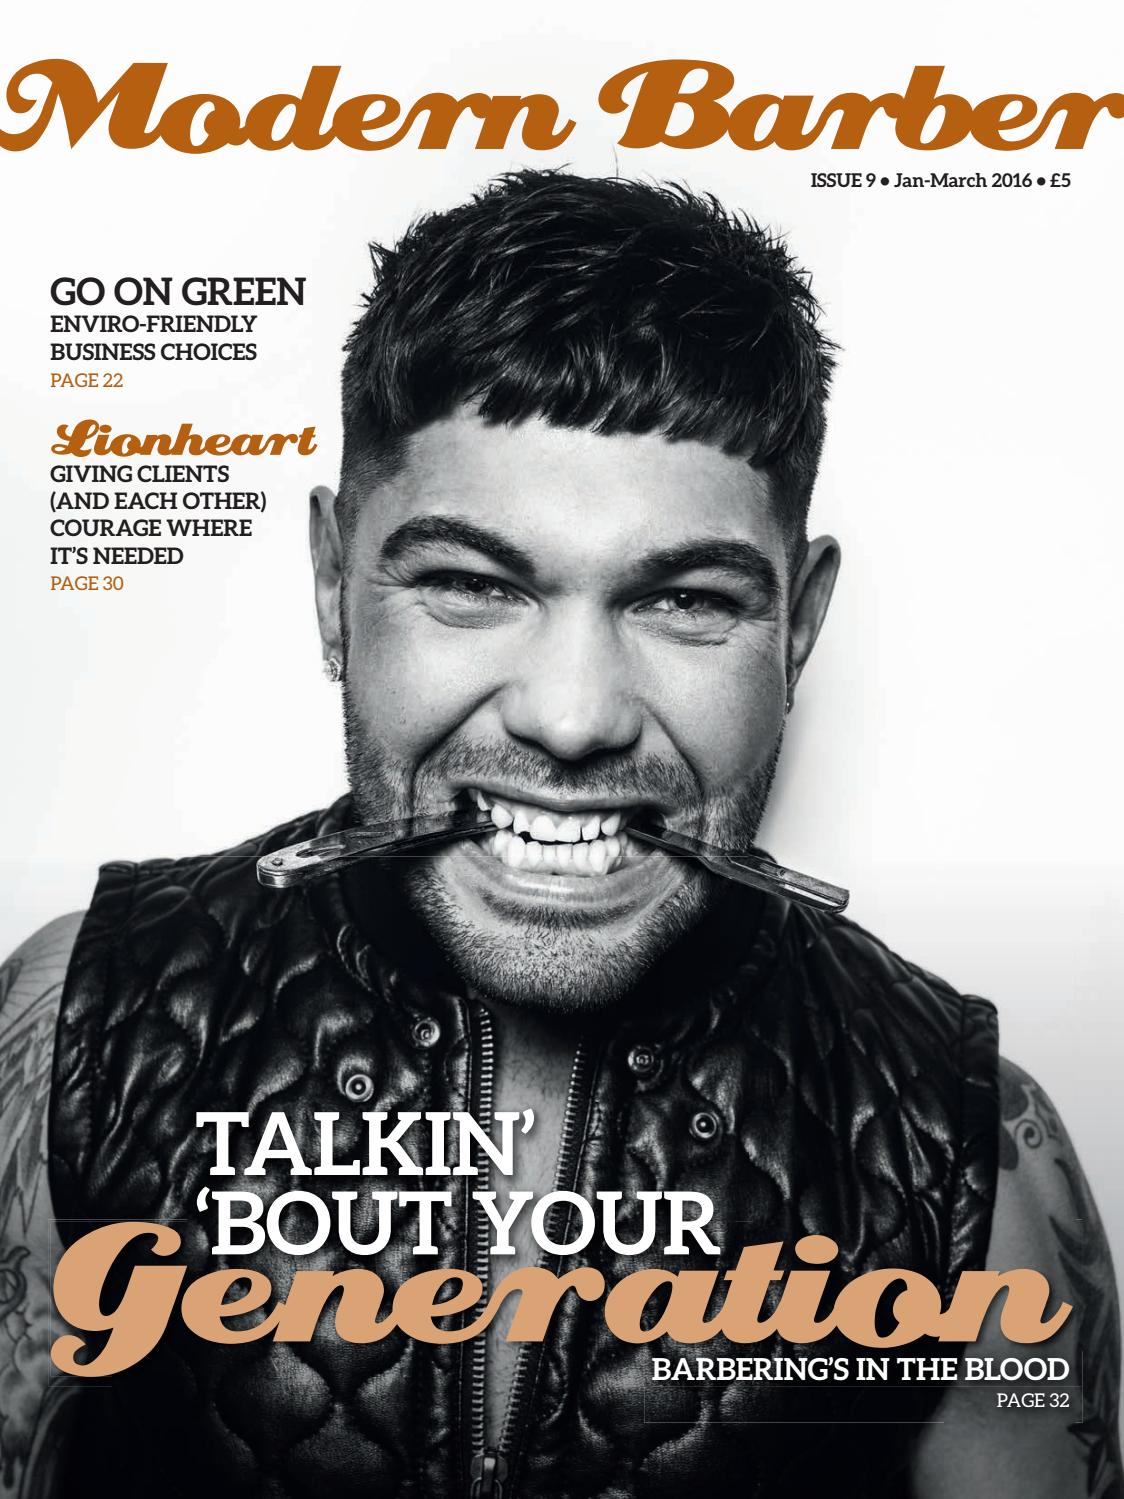 Modern Barber
ISSUE 9 • Jan-March 2016 • £5
GO ON GREEN
ENVIRO-FRIENDLY
BUSINESS CHOICES
PAGE 22
Lionheart
GIVING CLIENTS
(AND EACH OTHER)
COURAGE WHERE
IT'S NEEDED
PAGE 30
TALKIN'
'BOUT YOUR
Generation
BARBERING'S IN THE BLOOD
PAGE 32